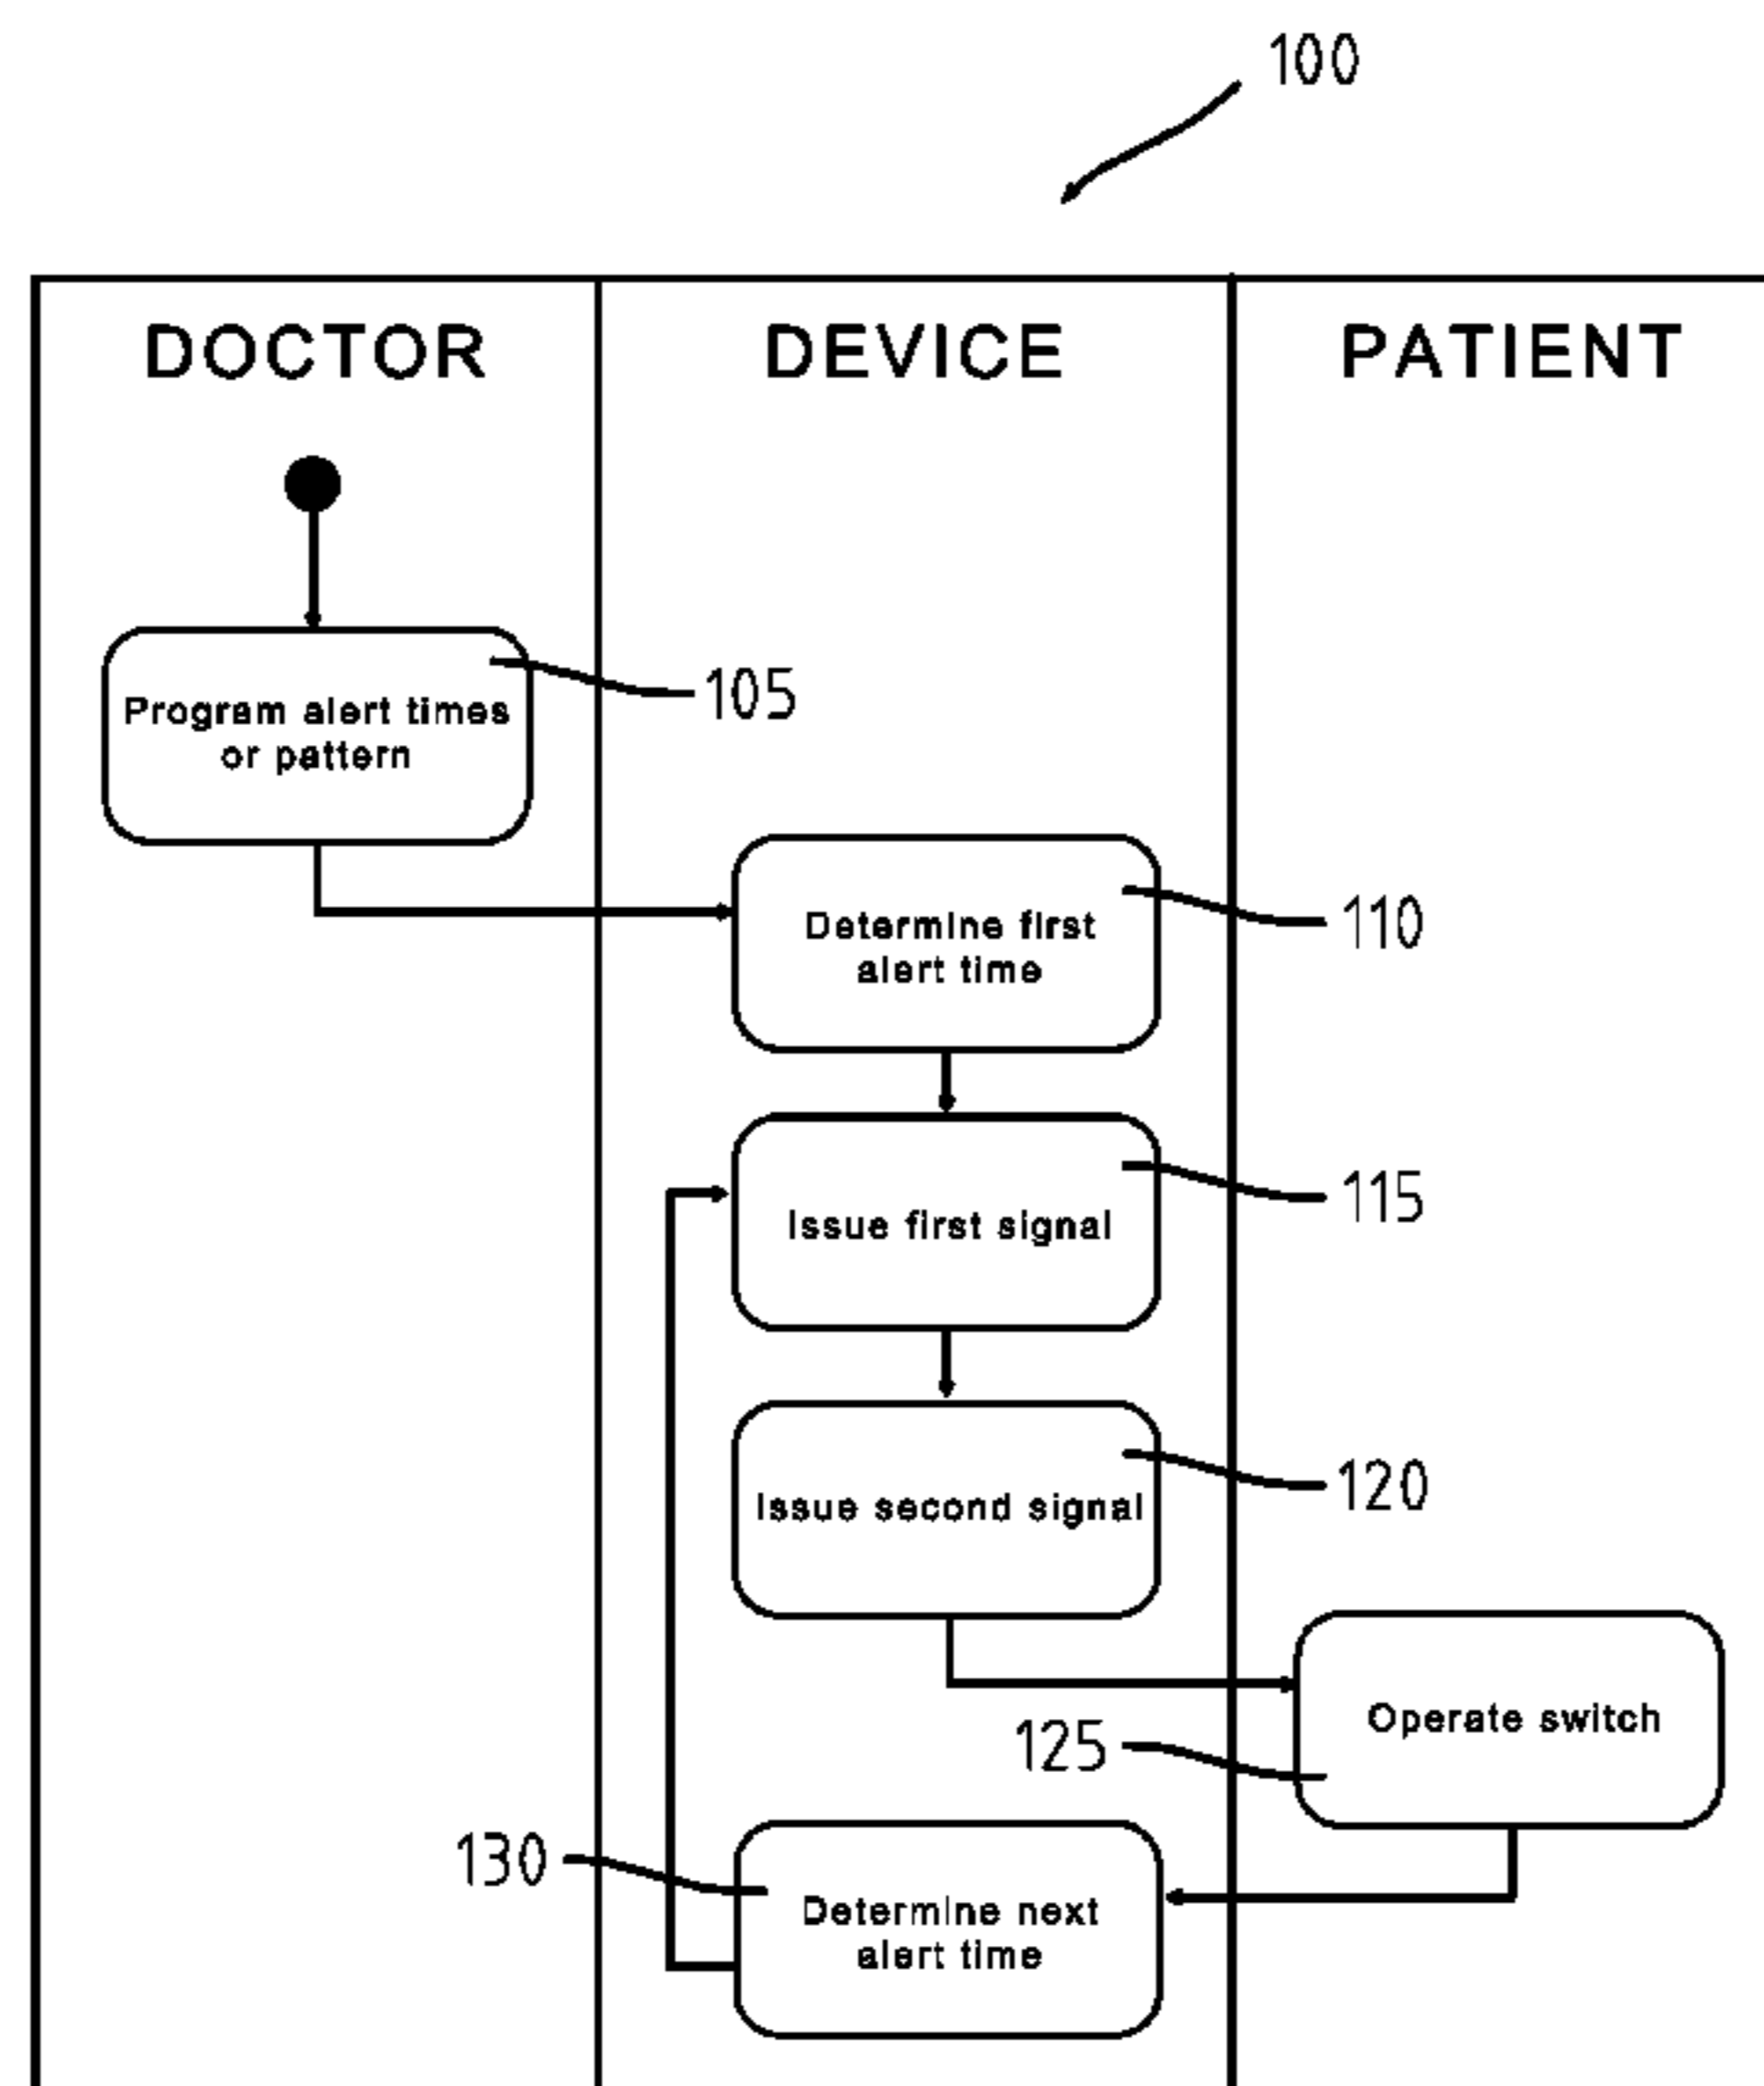 100
DOCTOR DEVICE PATIENT
Program alert times
or pattern
105
Determine first
alert time
110
Issue first signal
115
Issue second signal
120
Operate switch
125
Determine next
alert time
130